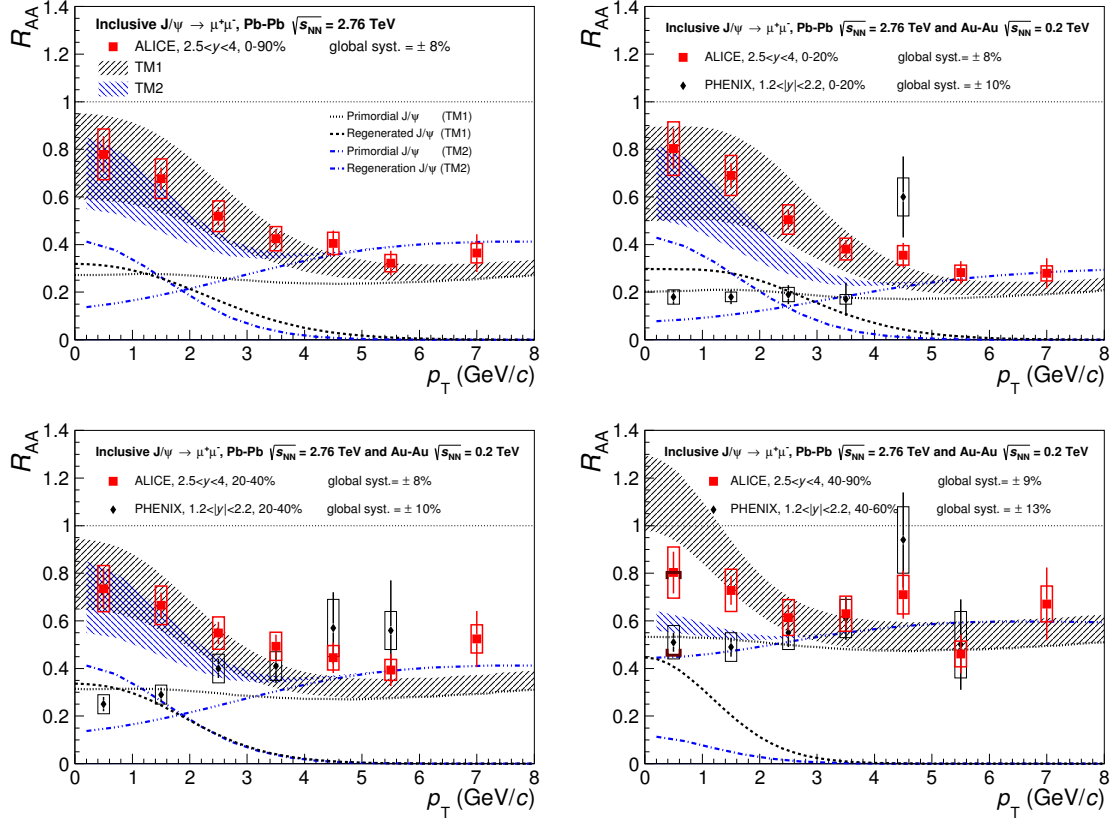 Inclusive J/ψ → μ⁺μ⁻, Pb-Pb √s_NN = 2.76 TeV
ALICE, 2.5<y<4, 0-90% global syst. = ± 8%
TM1
TM2
Primordial J/ψ (TM1)
Regenerated J/ψ (TM1)
Primordial J/ψ (TM2)
Regeneration J/ψ (TM2)
R_AA
1.4
1.2
1
0.8
0.6
0.4
0.2
0
0 1 2 3 4 5 6 7 8
p_T (GeV/c)
Inclusive J/ψ → μ⁺μ⁻, Pb-Pb √s_NN = 2.76 TeV and Au-Au √s_NN = 0.2 TeV
ALICE, 2.5<y<4, 0-20% global syst.= ± 8%
PHENIX, 1.2<|y|<2.2, 0-20% global syst.= ± 10%
R_AA
1.4
1.2
1
0.8
0.6
0.4
0.2
0
0 1 2 3 4 5 6 7 8
p_T (GeV/c)
Inclusive J/ψ → μ⁺μ⁻, Pb-Pb √s_NN = 2.76 TeV and Au-Au √s_NN = 0.2 TeV
ALICE, 2.5<y<4, 20-40% global syst.= ± 8%
PHENIX, 1.2<|y|<2.2, 20-40% global syst. = ± 10%
R_AA
1.4
1.2
1
0.8
0.6
0.4
0.2
0
0 1 2 3 4 5 6 7 8
p_T (GeV/c)
Inclusive J/ψ → μ⁺μ⁻, Pb-Pb √s_NN = 2.76 TeV and Au-Au √s_NN = 0.2 TeV
ALICE, 2.5<y<4, 40-90% global syst.= ± 9%
PHENIX, 1.2<|y|<2.2, 40-60% global syst. = ± 13%
R_AA
1.4
1.2
1
0.8
0.6
0.4
0.2
0
0 1 2 3 4 5 6 7 8
p_T (GeV/c)